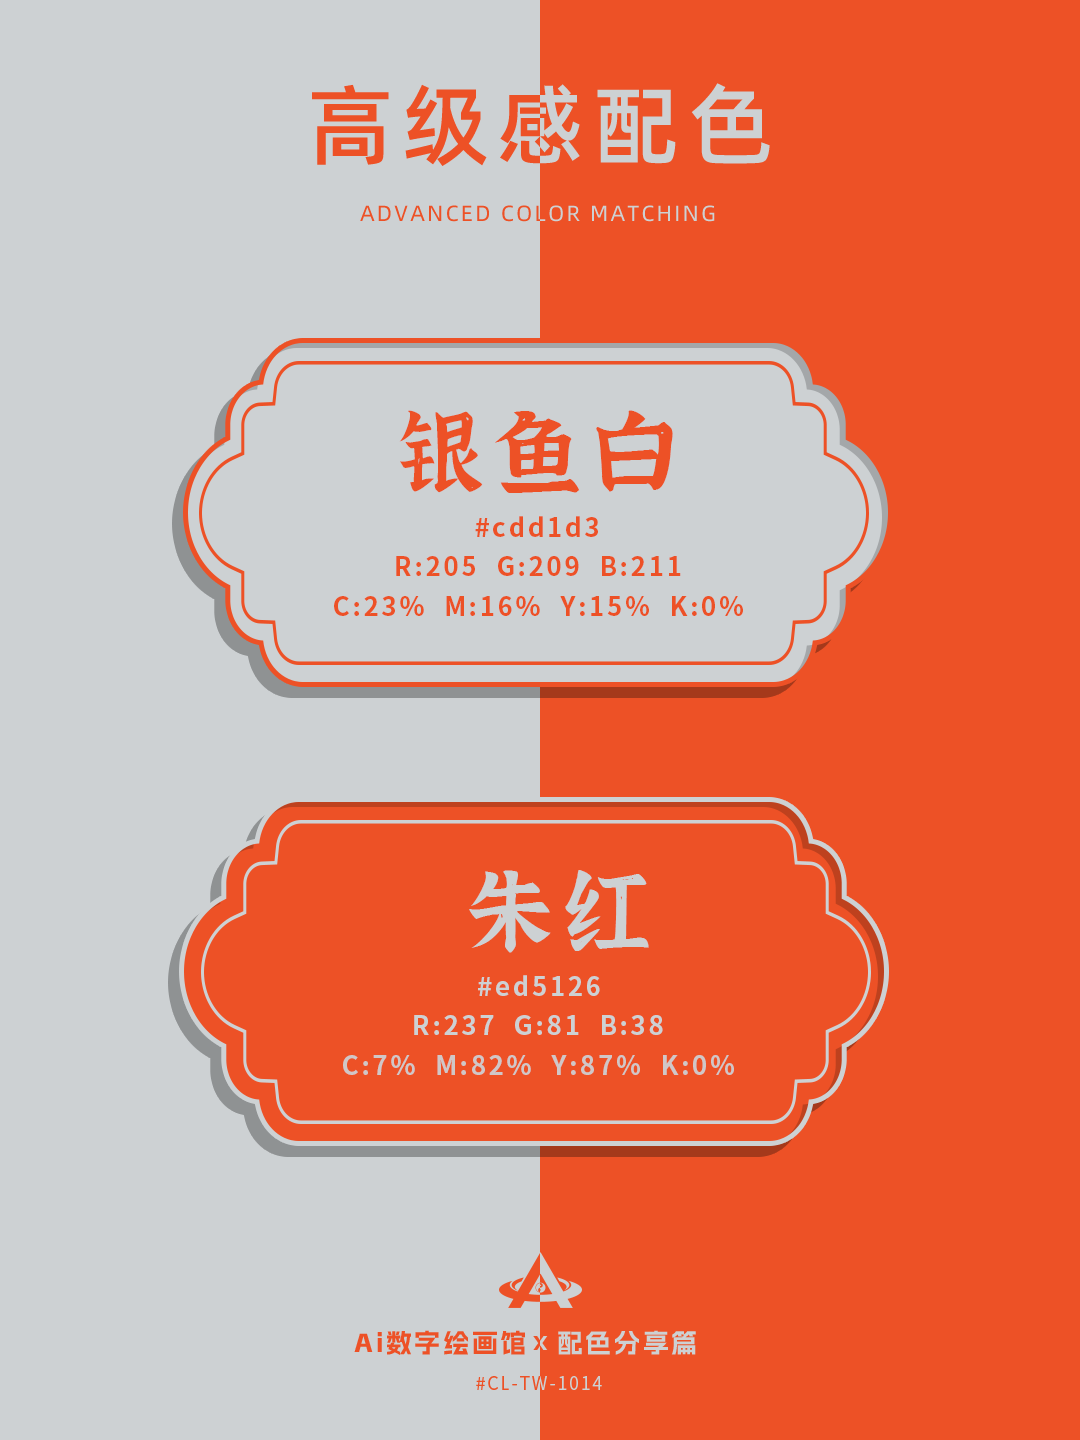 高级感配色
ADVANCED COLOR MATCHING
银鱼白
#cdd1d3
R:205 G:209 B:211
C:23% M:16% Y:15% K:0%
朱红
#ed5126
R:237 G:81 B:38
C:7% M:82% Y:87% K:0%
Ai数字绘画馆 x 配色分享篇
#CL-TW-1014